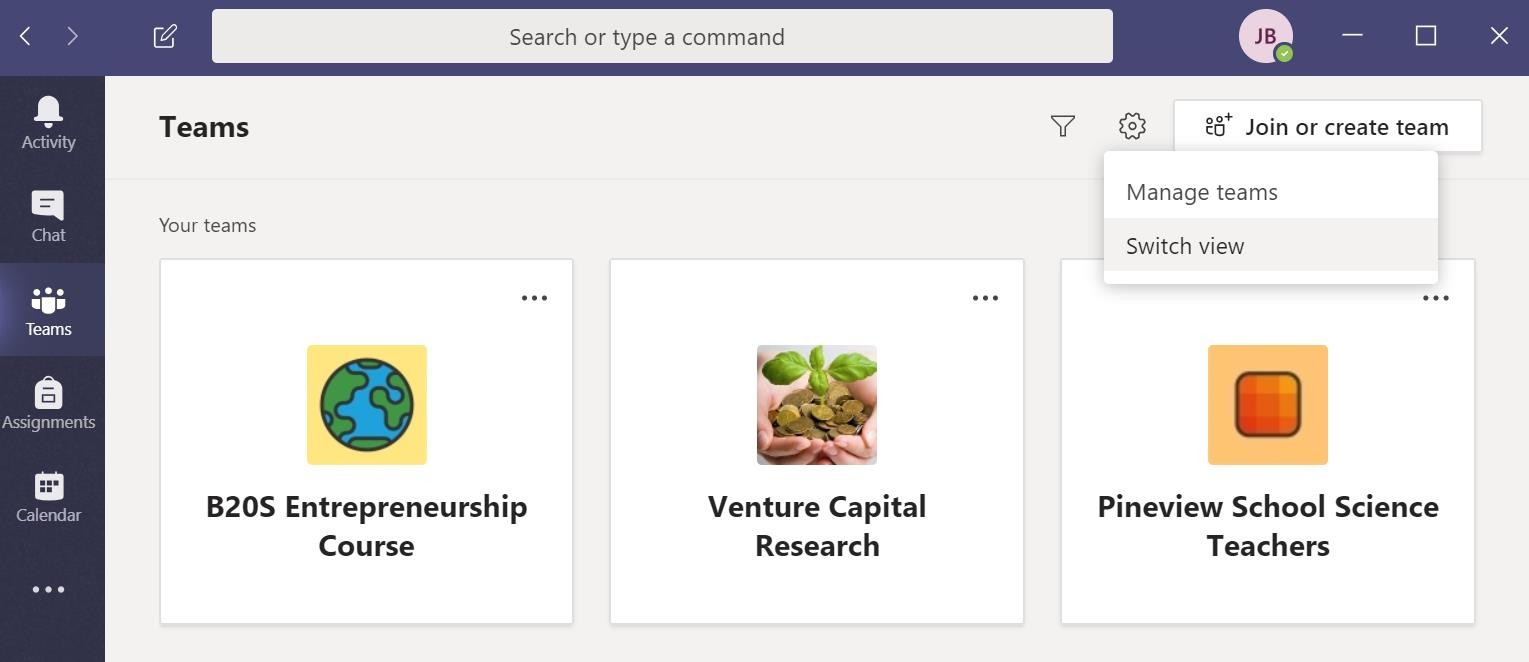 Search or type a command
JB
Activity
Chat
Teams
Assignments
Calendar
Teams
Join or create team
Manage teams
Switch view
Your teams
B20S Entrepreneurship
Course
Venture Capital
Research
Pineview School Science
Teachers